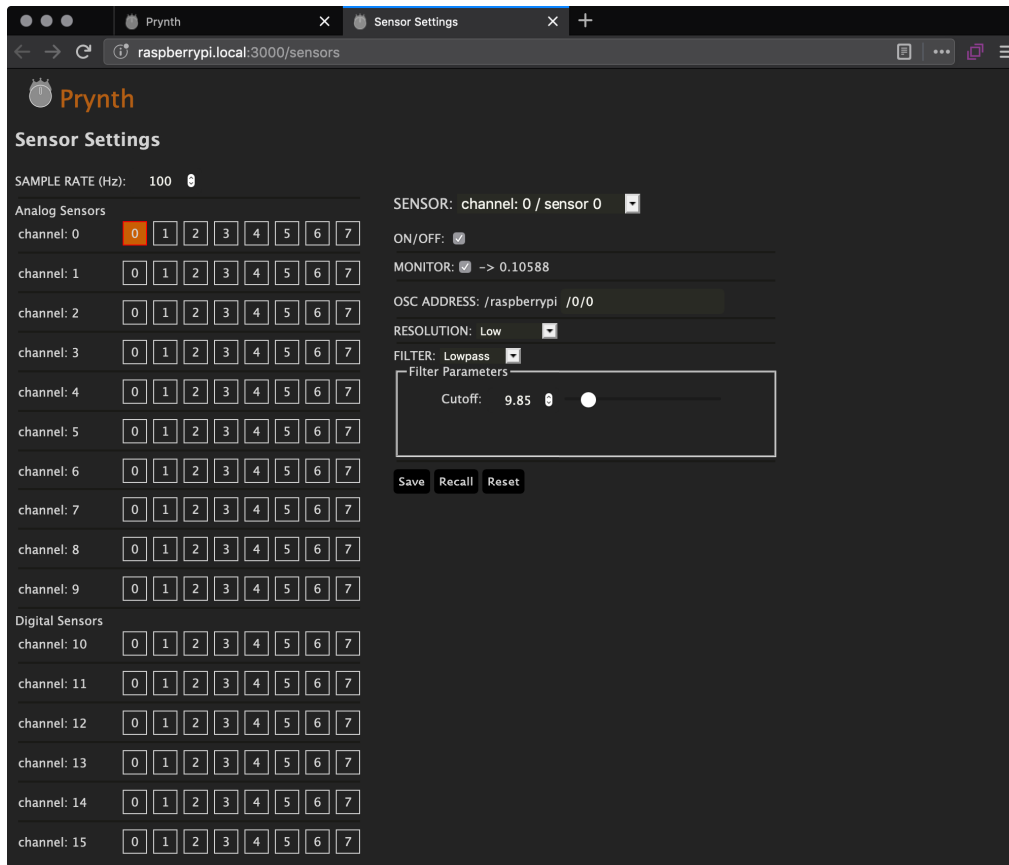 Prynth
Sensor Settings
raspberrypi.local:3000/sensors
Prynth
Sensor Settings
SAMPLE RATE (Hz): 100
Analog Sensors
channel: 0 0 1 2 3 4 5 6 7
channel: 1 0 1 2 3 4 5 6 7
channel: 2 0 1 2 3 4 5 6 7
channel: 3 0 1 2 3 4 5 6 7
channel: 4 0 1 2 3 4 5 6 7
channel: 5 0 1 2 3 4 5 6 7
channel: 6 0 1 2 3 4 5 6 7
channel: 7 0 1 2 3 4 5 6 7
channel: 8 0 1 2 3 4 5 6 7
channel: 9 0 1 2 3 4 5 6 7
Digital Sensors
channel: 10 0 1 2 3 4 5 6 7
channel: 11 0 1 2 3 4 5 6 7
channel: 12 0 1 2 3 4 5 6 7
channel: 13 0 1 2 3 4 5 6 7
channel: 14 0 1 2 3 4 5 6 7
channel: 15 0 1 2 3 4 5 6 7
SENSOR: channel: 0 / sensor 0
ON/OFF:
MONITOR: -> 0.10588
OSC ADDRESS: /raspberrypi /0/0
RESOLUTION: Low
FILTER: Lowpass
Filter Parameters
Cutoff: 9.85
Save Recall Reset